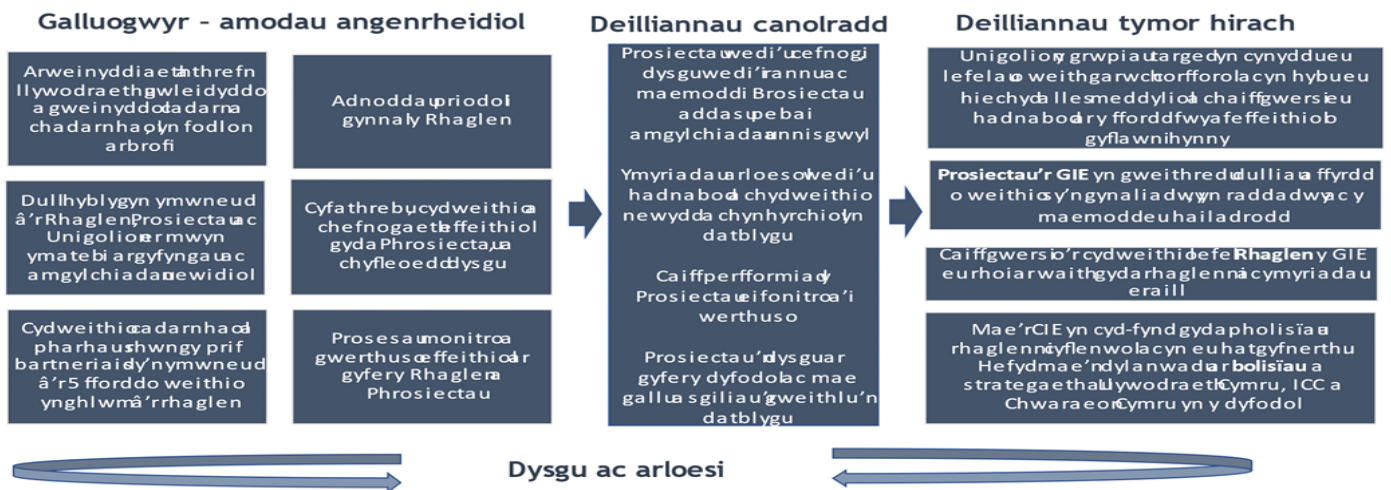 Galluogwyr – amodau angenrheidiol
Arweinyddiaeth a threfn
llywodraethu gwleidyddol
a gweinyddol cadarn a
chadarnhaol, yn fodlon
arbrofi
Adnoddau priodol i
gynnal y Rhaglen
Dull hyblyg yn ymwneud
â'r Rhaglen, Prosiectau ac
Unigolion er mwyn
ymateb i argyfyngau ac
amgylchiadau newidiol
Cyfathrebu, cydweithio a
chefnogaeth effeithiol
gyda Phrosiectau, a
chyfleoedd dysgu
Cydweithio cadarnhaol a
pharhaus rhwng y prif
bartneriaid y'n ymwneud
â'r 5 ffordd o weithio
ynghlwm â'r rhaglen
Prosesau monitro a
gwerthuso effeithiol ar
gyfer y Rhaglen a
Phrosiectau
Deilliannau canolradd
Prosiectau wedi'u cefnogi,
dysgu wedi'i rannu ac
mae modd i Brosiectau
addasu pe bai
amgylchiadau annisgwyl
Ymyriadau arloesol wedi'u
hadnabod a chydweithio
newydd a chynhyrchiol yn
datblygu
Caiff perfformiad y
Prosiectau ei fonitro a'i
werthuso
Prosiectau'n dysgu ar
gyfer y dyfodol ac mae
gallu a sgiliau'r gweithlu'n
datblygu
Deilliannau tymor hirach
Unigolion y grwpiau targed yn cynyddu eu
lefelau o weithgarwch corfforol ac yn hybu eu
hiechyd a lles meddyliol a chaiff gwersi eu
hadnabod ar y ffordd fwyaf effeithiol o
gyflawni hynny
Prosiectau'r GIE yn gweithredu dulliau a ffyrdd
o weithio sy'n gynaliadwy, yn raddadwy ac y
mae modd eu hailadrodd
Caiff gwersi o'r cydweithio lefel Rhaglen y GIE
eu rhoi ar waith gyda rhaglenni ac ymyriadau
eraill
Mae'r CIE yn cyd-fynd gyda pholisïau a
rhaglenni cyflenwol ac yn eu hatgyfnerthu
Hefyd mae'n dylanwadu ar bolisïau a
strategaethau Llywodraeth Cymru, ICC a
Chwaraeon Cymru yn y dyfodol
Dysgu ac arloesi